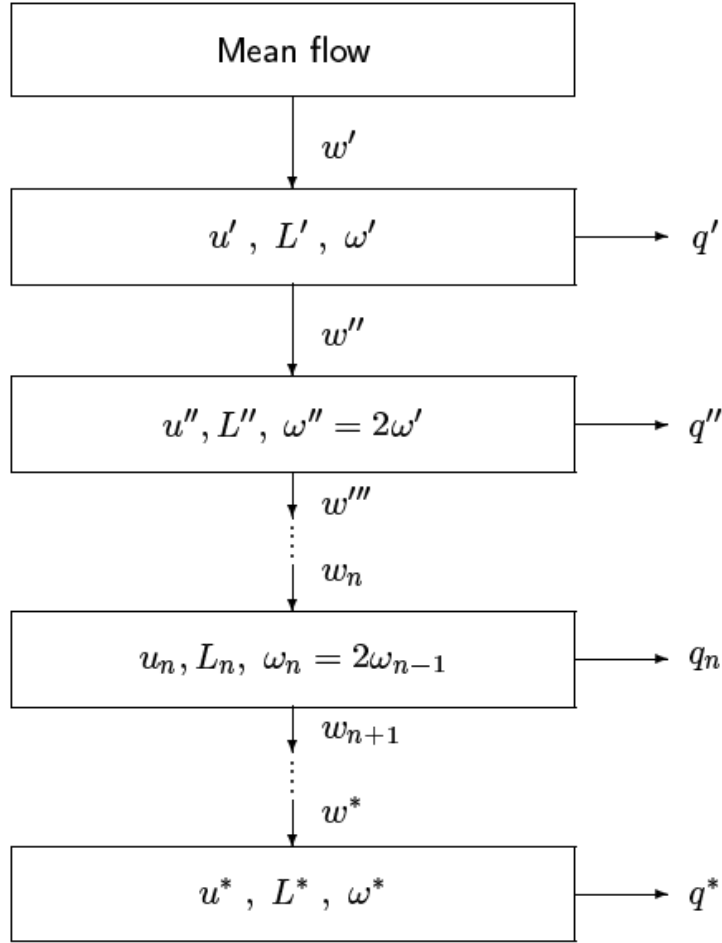 Mean flow
w′
u′ , L′ , ω′ q′
w″
u″, L″, ω″ = 2ω′ q″
w‴
wₙ
uₙ, Lₙ, ωₙ = 2ωₙ₋₁ qₙ
wₙ₊₁
w*
u* , L* , ω* q*